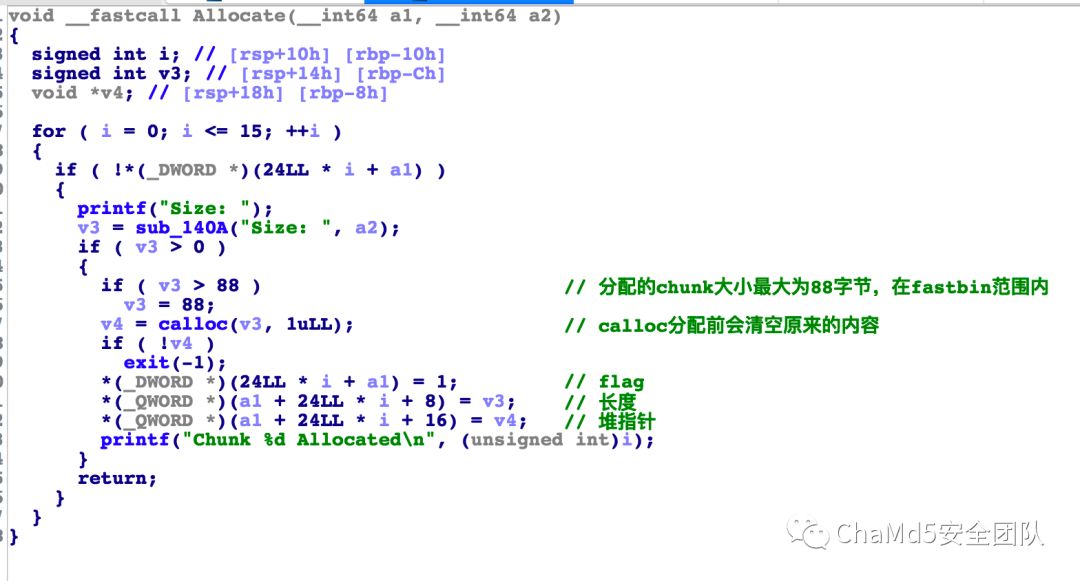 void __fastcall Allocate(__int64 a1, __int64 a2)
{
  signed int i; // [rsp+10h] [rbp-10h]
  signed int v3; // [rsp+14h] [rbp-Ch]
  void *v4; // [rsp+18h] [rbp-8h]
  for ( i = 0; i <= 15; ++i )
  {
    if ( !*(_DWORD *)(24LL * i + a1) )
    {
      printf("Size: ");
      v3 = sub_140A("Size: ", a2);
      if ( v3 > 0 )
      {
        if ( v3 > 88 ) // 分配的chunk大小最大为88字节，在fastbin范围内
          v3 = 88;
        v4 = calloc(v3, 1uLL); // calloc分配前会清空原来的内容
        if ( !v4 )
          exit(-1);
        *(_DWORD *)(24LL * i + a1) = 1; // flag
        *(_QWORD *)(a1 + 24LL * i + 8) = v3; // 长度
        *(_QWORD *)(a1 + 24LL * i + 16) = v4; // 堆指针
        printf("Chunk %d Allocated\n", (unsigned int)i);
      }
      return;
    }
  }
}
ChaMd5安全团队